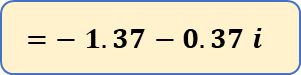 = − 1.37 − 0.37 i